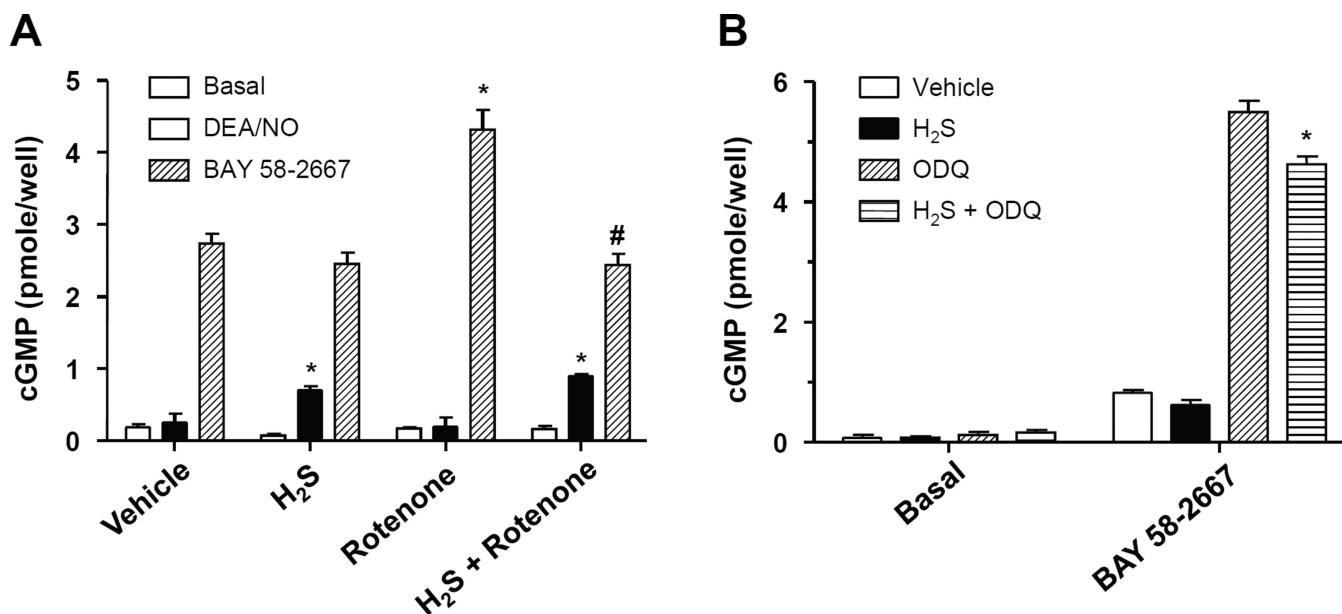 A
cGMP (pmole/well)
5
4
3
2
1
0
Basal
DEA/NO
BAY 58-2667
*
*
*
#
Vehicle
H₂S
Rotenone
H₂S + Rotenone
B
cGMP (pmole/well)
6
4
2
0
Vehicle
H₂S
ODQ
H₂S + ODQ
*
Basal
BAY 58-2667